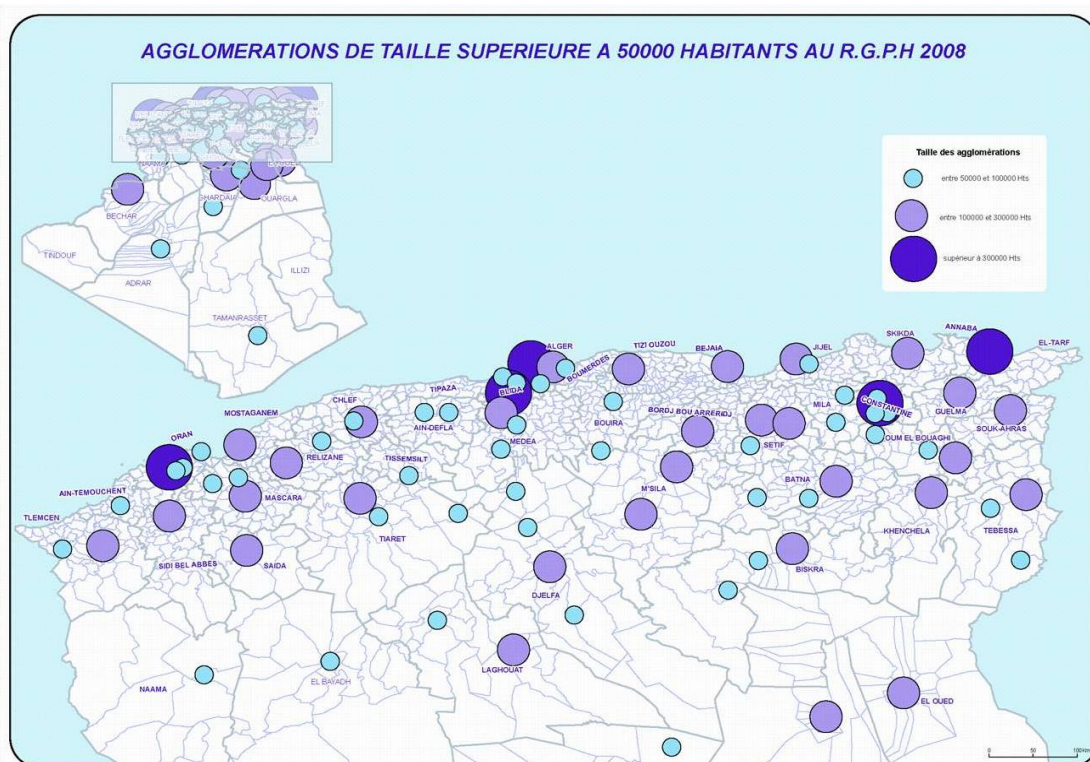 AGGLOMERATIONS DE TAILLE SUPERIEURE A 50000 HABITANTS AU R.G.P.H 2008
Taille des agglomérations
entre 50000 et 100000 Hts
entre 100000 et 300000 Hts
supérieur à 300000 Hts
BECHAR
GHARDAIA
OUARGLA
TINDOUF
ADRAR
ILLIZI
TAMANRASSET
ALGER
TIZI OUZOU
BEJAIA
JIJEL
SKIKDA
ANNABA
EL-TARF
BOUMERDES
BLIDA
TIPAZA
CHLEF
AIN-DEFLA
MEDEA
BOUIRA
BORDJ BOU ARRERIDJ
SETIF
MILA
CONSTANTINE
GUELMA
SOUK-AHRAS
OUM EL BOUAGHI
MOSTAGANEM
ORAN
RELIZANE
TISSEMSILT
AIN-TEMOUCHENT
MASCARA
TLEMCEN
SIDI BEL ABBES
SAIDA
TIARET
M'SILA
BATNA
KHENCHELA
TEBESSA
BISKRA
DJELFA
LAGHOUAT
NAAMA
EL BAYADH
EL OUED
0 50 100 km